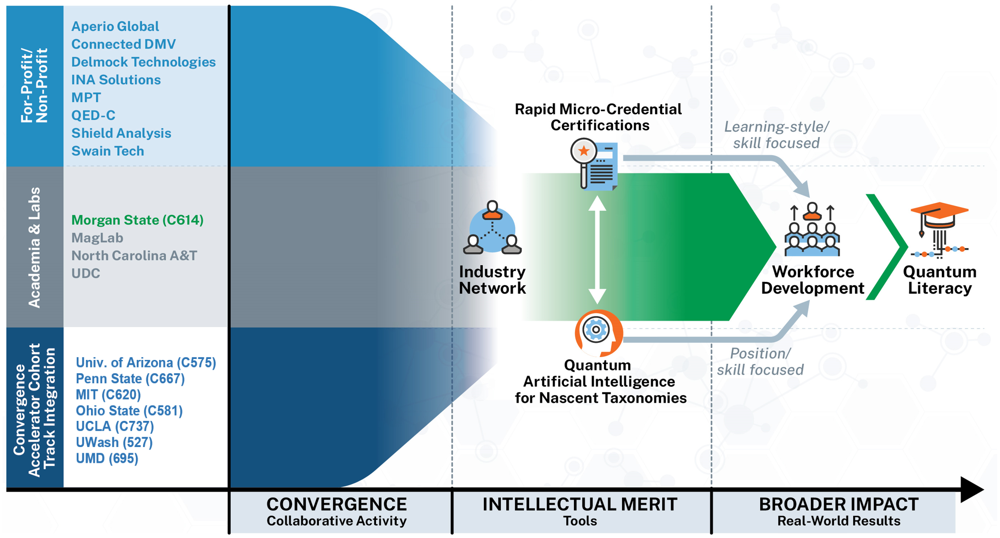 For-Profit/
Non-Profit
Aperio Global
Connected DMV
Delmock Technologies
INA Solutions
MPT
QED-C
Shield Analysis
Swain Tech
Academia & Labs
Morgan State (C614)
MagLab
North Carolina A&T
UDC
Convergence
Accelerator Cohort
Track Integration
Univ. of Arizona (C575)
Penn State (C667)
MIT (C620)
Ohio State (C581)
UCLA (C737)
UWash (527)
UMD (695)
Industry
Network
Rapid Micro-Credential
Certifications
Quantum
Artificial Intelligence
for Nascent Taxonomies
Learning-style/
skill focused
Position/
skill focused
Workforce
Development
Quantum
Literacy
CONVERGENCE
Collaborative Activity
INTELLECTUAL MERIT
Tools
BROADER IMPACT
Real-World Results